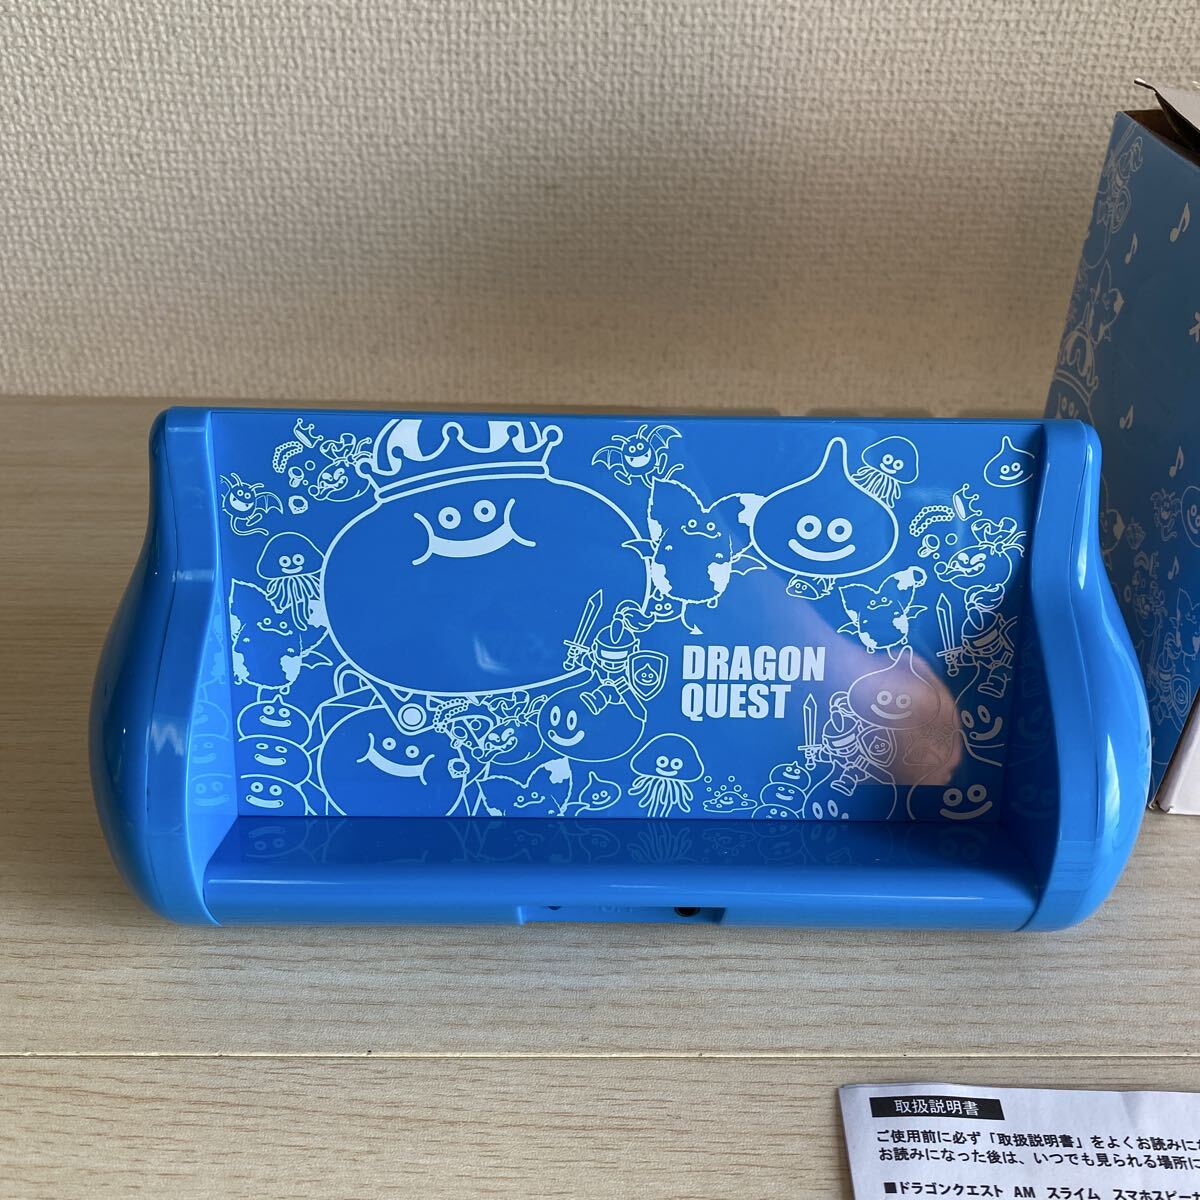 DRAGON
QUEST
取扱説明書
ご使用前に必ず「取扱説明書」をよくお読みに
お読みになった後は、いつでも見られる場所に
■ドラゴンクエスト AM スライム スマホスピー